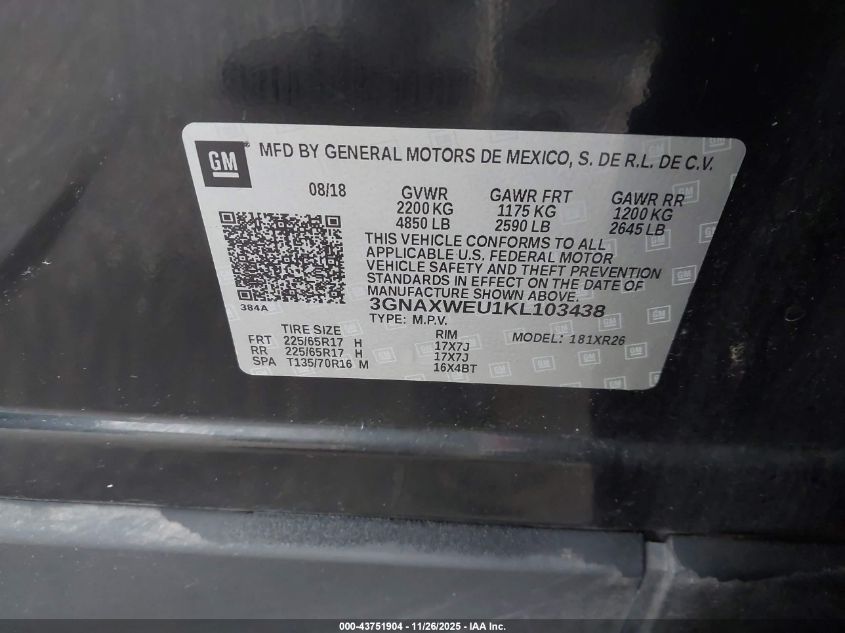 GM ® MFD BY GENERAL MOTORS DE MEXICO, S. DE R.L. DE C.V.
08/18 GVWR GAWR FRT GAWR RR
2200 KG 1175 KG 1200 KG
4850 LB 2590 LB 2645 LB
THIS VEHICLE CONFORMS TO ALL
APPLICABLE U.S. FEDERAL MOTOR
VEHICLE SAFETY AND THEFT PREVENTION
STANDARDS IN EFFECT ON THE DATE OF
MANUFACTURE SHOWN ABOVE.
384A
3GNAXWEU1KL103438
TYPE: M.P.V.
TIRE SIZE RIM MODEL: 181XR26
FRT 225/65R17 H 17X7J
RR 225/65R17 H 17X7J
SPA T135/70R16 M 16X4BT
000-43751904 - 11/26/2025 - IAA Inc.